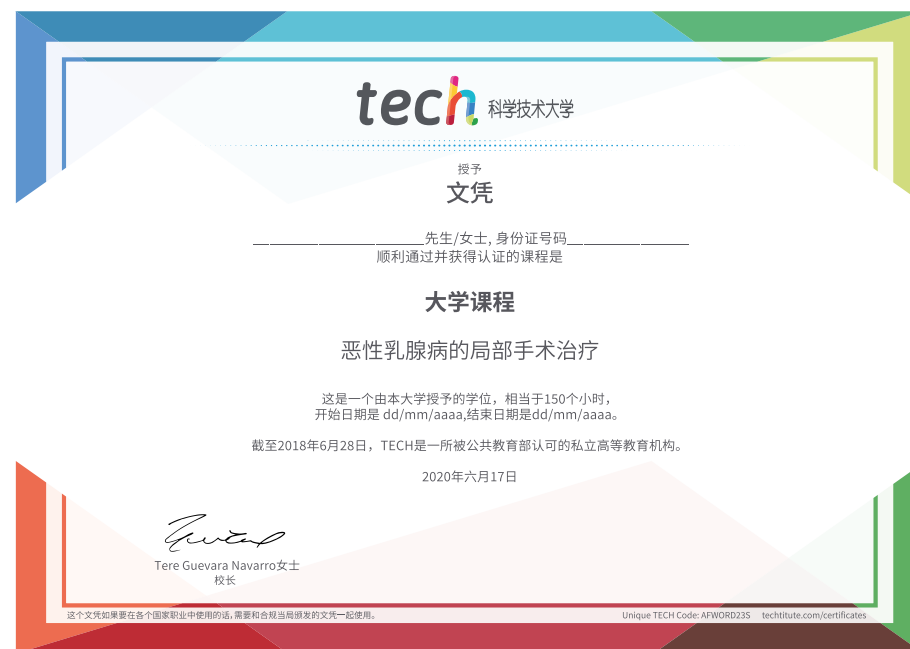 tech 科学技术大学
授予
文凭
先生/女士, 身份证号码
顺利通过并获得认证的课程是
大学课程
恶性乳腺病的局部手术治疗
这是一个由本大学授予的学位，相当于150个小时，
开始日期是 dd/mm/aaaa,结束日期是dd/mm/aaaa。
截至2018年6月28日，TECH是一所被公共教育部认可的私立高等教育机构。
2020年六月17日
Tere Guevara Navarro女士
校长
这个文凭如果要在各个国家职业中使用的话,需要和合规当局颁发的文凭一起使用。
Unique TECH Code: AFWORD23S techtitute.com/certificates